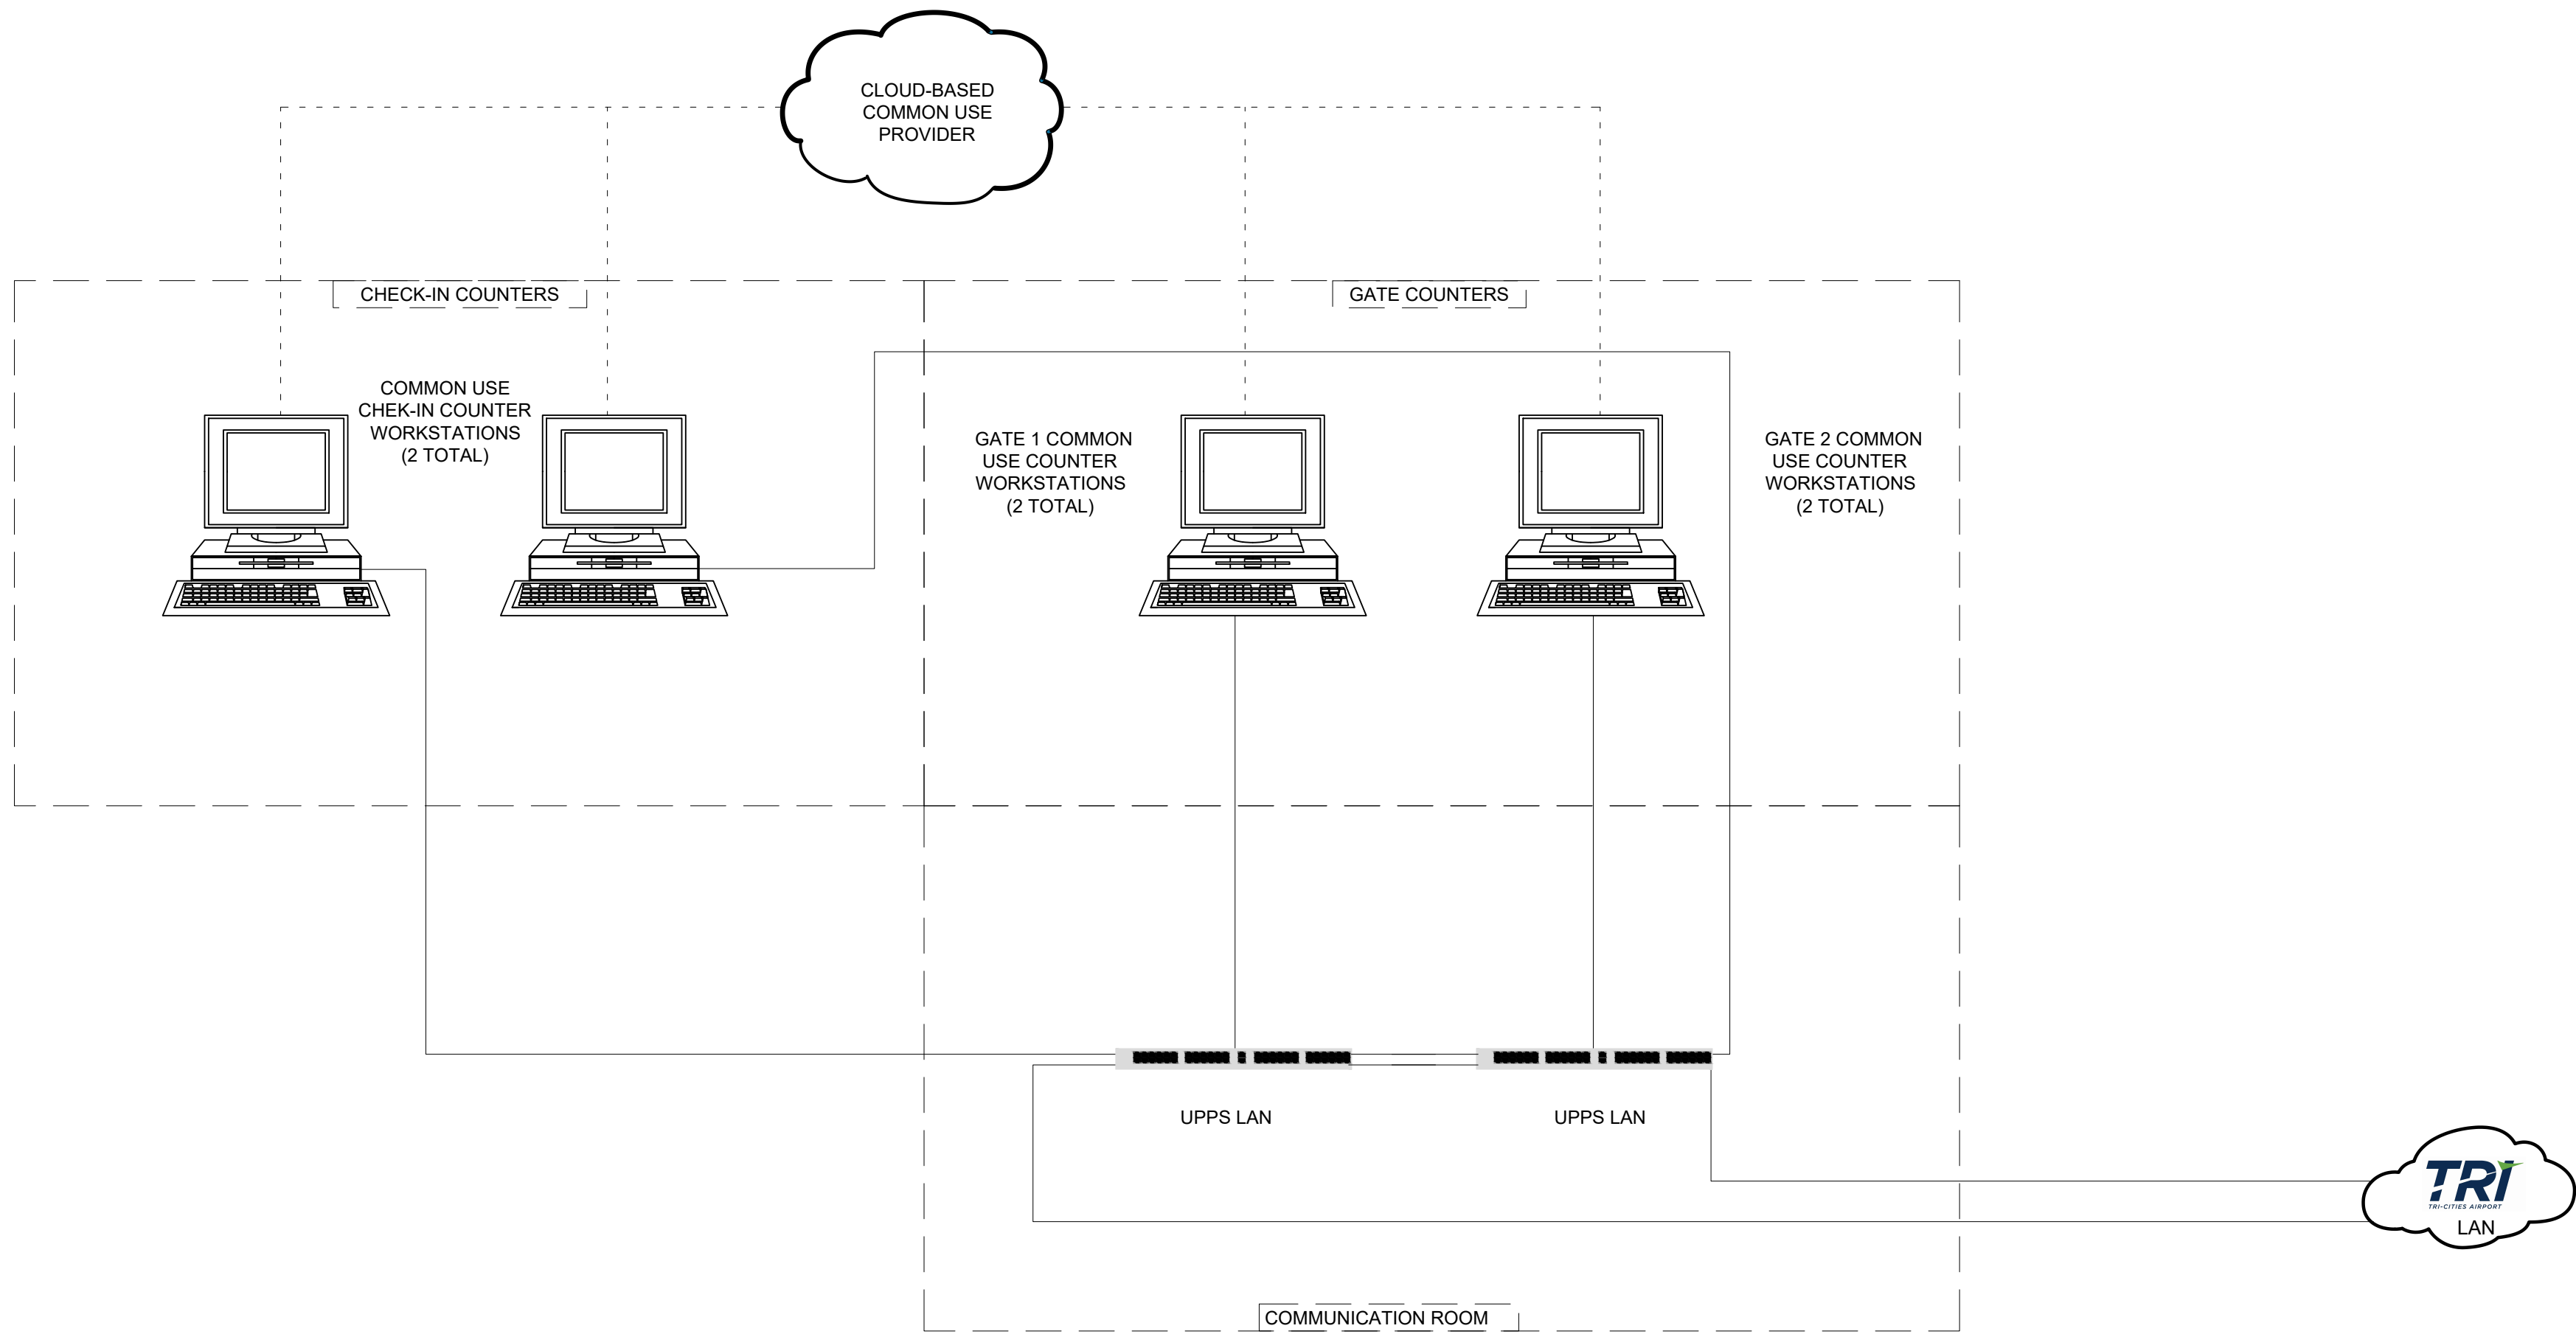 CLOUD-BASED
COMMON USE
PROVIDER
CHECK-IN COUNTERS
GATE COUNTERS
COMMON USE
CHEK-IN COUNTER
WORKSTATIONS
(2 TOTAL)
GATE 1 COMMON
USE COUNTER
WORKSTATIONS
(2 TOTAL)
GATE 2 COMMON
USE COUNTER
WORKSTATIONS
(2 TOTAL)
UPPS LAN
UPPS LAN
TRI
TRI-CITIES AIRPORT
LAN
COMMUNICATION ROOM